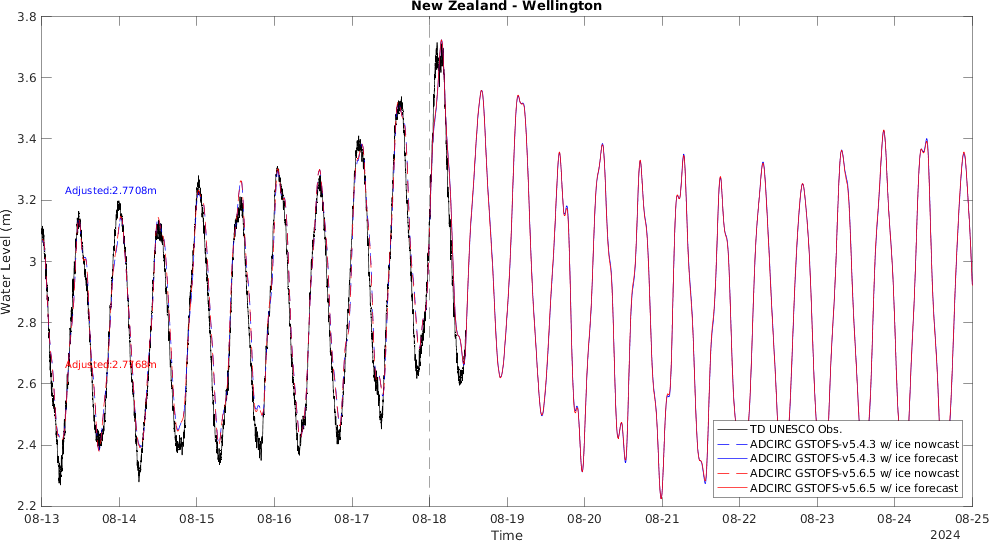 New Zealand - Wellington
3.8
3.6
3.4
3.2
3
2.8
2.6
2.4
2.2
Water Level (m)
Adjusted:2.7708m
Adjusted:2.7768m
TD UNESCO Obs.
ADCIRC GSTOFS-v5.4.3 w/ ice nowcast
ADCIRC GSTOFS-v5.4.3 w/ ice forecast
ADCIRC GSTOFS-v5.6.5 w/ ice nowcast
ADCIRC GSTOFS-v5.6.5 w/ ice forecast
08-13 08-14 08-15 08-16 08-17 08-18 08-19 08-20 08-21 08-22 08-23 08-24 08-25
Time
2024